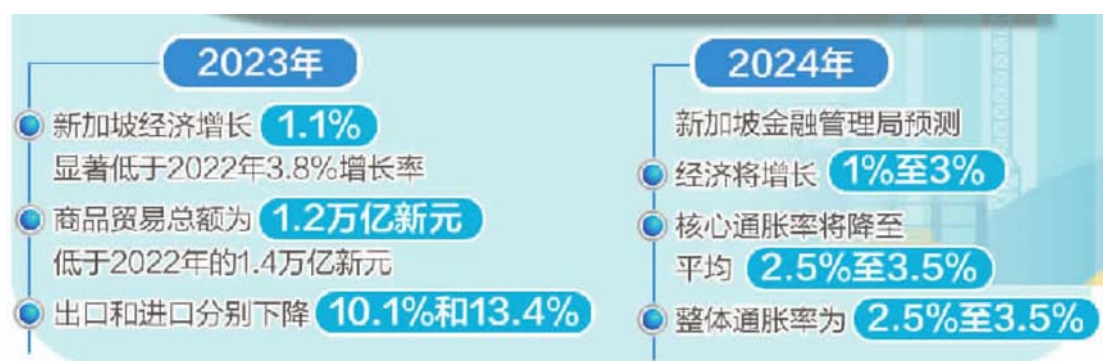 2023年
新加坡经济增长 1.1%
显著低于2022年3.8%增长率
商品贸易总额为 1.2万亿新元
低于2022年的1.4万亿新元
出口和进口分别下降 10.1%和13.4%
2024年
新加坡金融管理局预测
经济将增长 1%至3%
核心通胀率将降至
平均 2.5%至3.5%
整体通胀率为 2.5%至3.5%